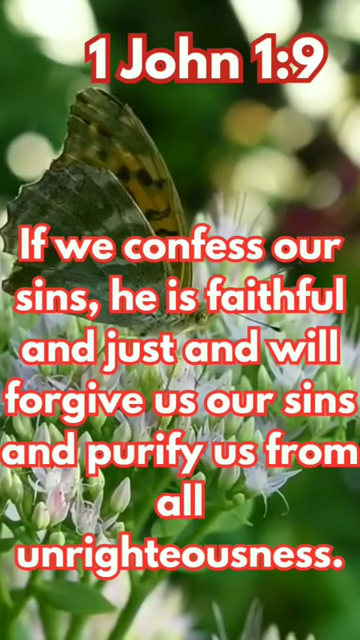 1 John 1:9
If we confess our
sins, he is faithful
and just and will
forgive us our sins
and purify us from
all
unrighteousness.